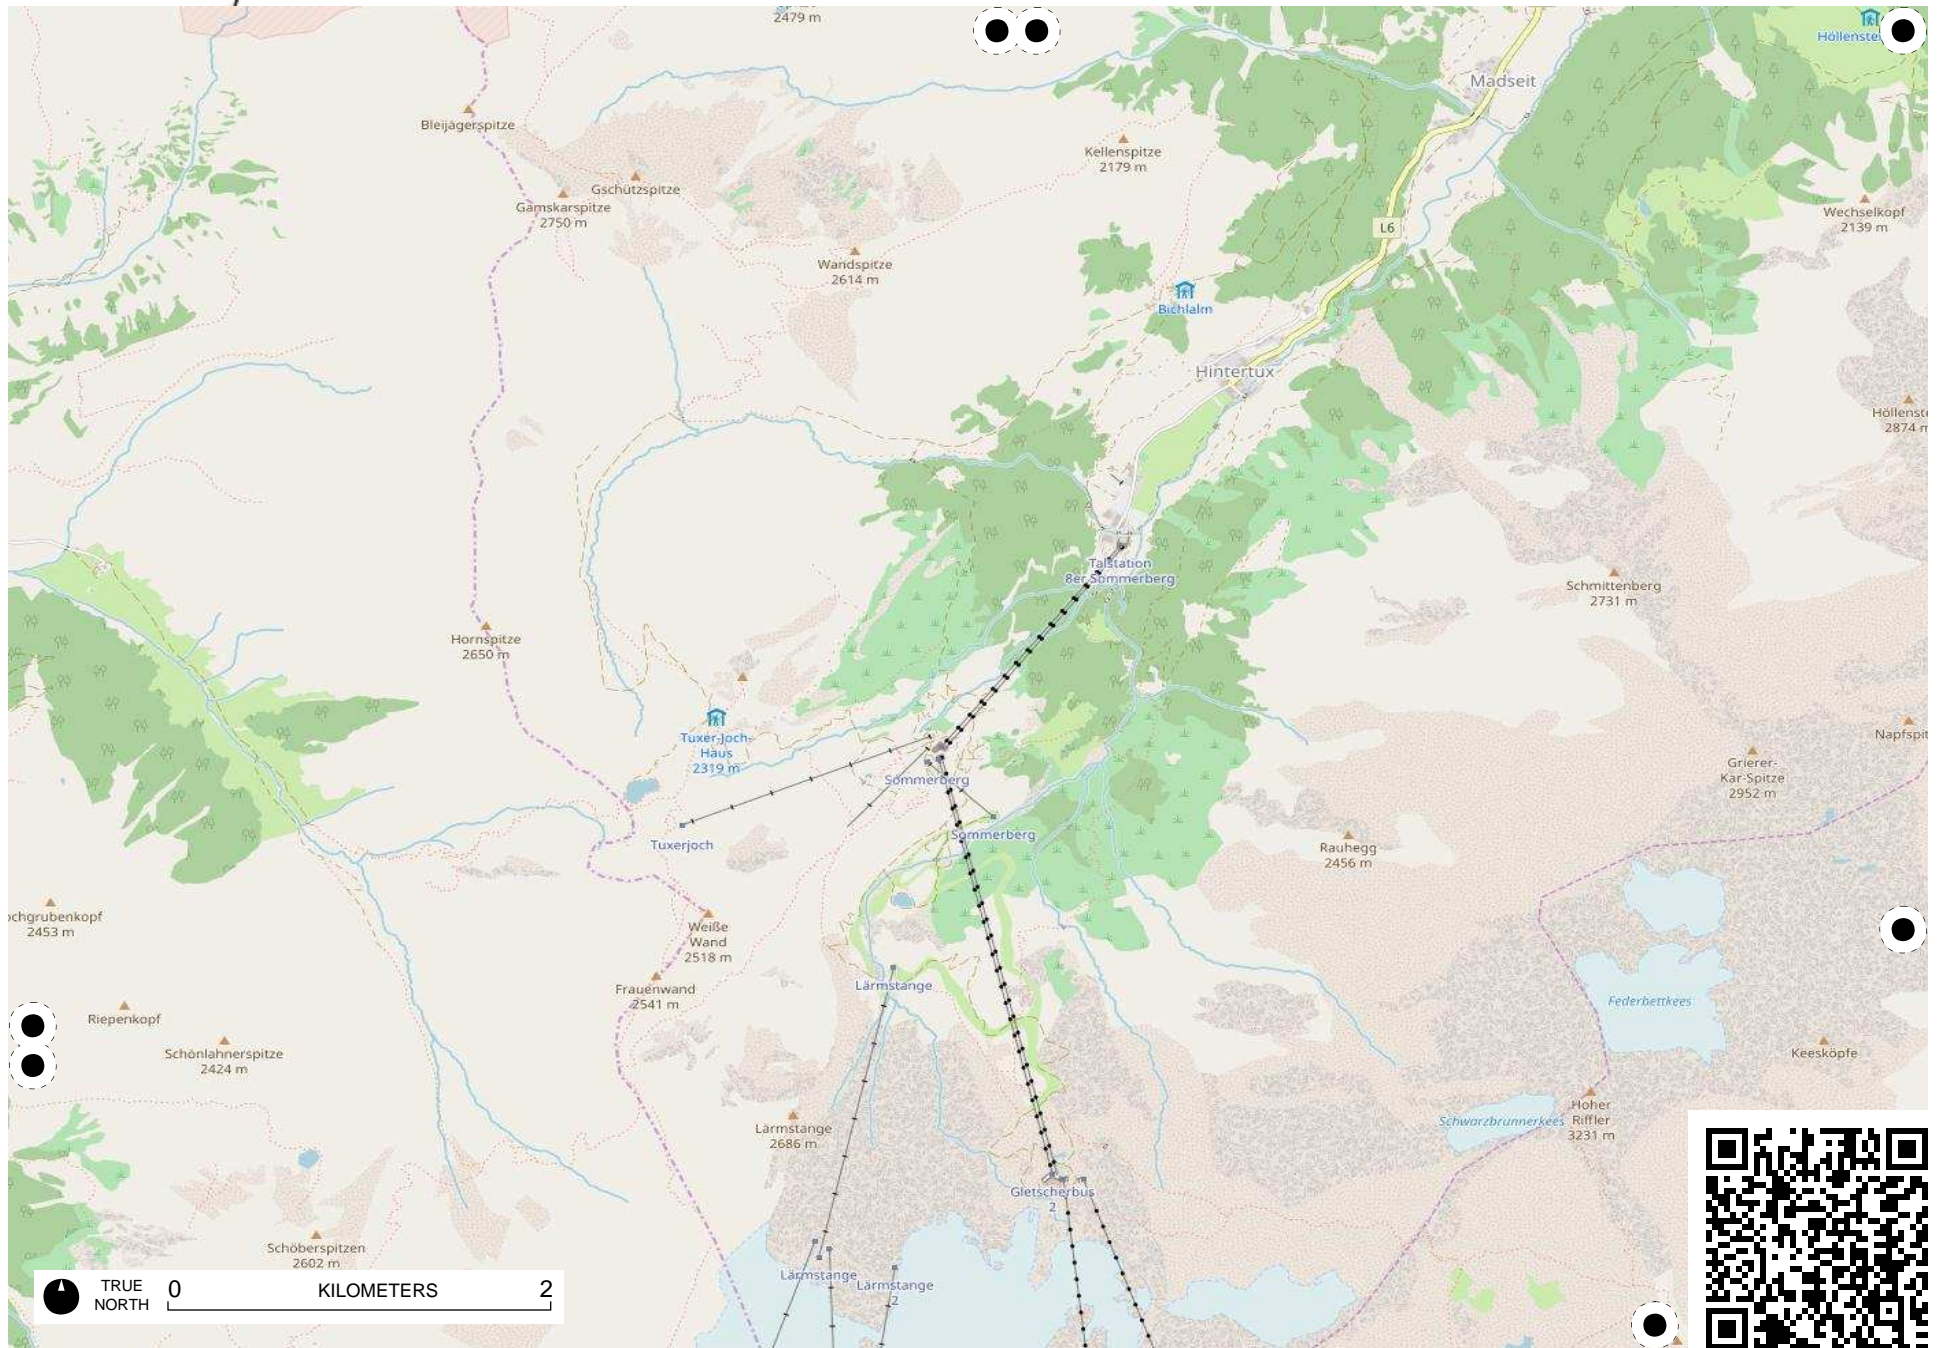 2479 m
Höllenste
Madseit
Bleijägerspitze
Kellenspitze
2179 m
Gschützspitze
Gamskarspitze
2750 m
Wechselkopf
2139 m
L6
Wandspitze
2614 m
Bichlalm
Hintertux
Höllenste
2874 m
Talstation
8er Sommerberg
Schmittenberg
2731 m
Hornspitze
2650 m
Tuxer-Joch-
Haus
2319 m
Napfspit
Grierer-
Kar-Spitze
2952 m
Sommerberg
Sommerberg
Tuxerjoch
Rauhegg
2456 m
ochgrubenkopf
2453 m
Weiße
Wand
2518 m
Frauenwand
2541 m
Lärmstange
Federbettkees
Riepenkopf
Schönlahnerspitze
2424 m
Keesköpfe
Lärmstange
2686 m
Schwarzbrunnerkees
Hoher
Riffler
3231 m
Gletscherbus
2
Schöberspitzen
2602 m
Lärmstange
Lärmstange
2
TRUE
NORTH
0
KILOMETERS
2